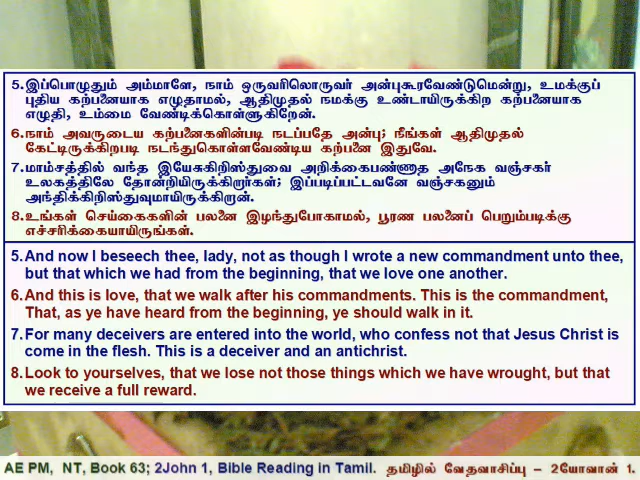 5.இப்பொழுதும் அம்மாளே, நாம் ஒருவரிலொருவர் அன்புகூரவேண்டுமென்று, உமக்குப்
புதிய கற்பனையாக எழுதாமல், ஆதிமுதல் நமக்கு உண்டாயிருக்கிற கற்பனையாக
எழுதி, உம்மை வேண்டிக்கொள்ளுகிறேன்.
6.நாம் அவருடைய கற்பனைகளின்படி நடப்பதே அன்பு; நீங்கள் ஆதிமுதல்
கேட்டிருக்கிறபடி நடந்துகொள்ளவேண்டிய கற்பனை இதுவே.
7.மாம்சத்தில் வந்த இயேசுகிறிஸ்துவை அறிக்கைபண்ணாத அநேக வஞ்சகர்
உலகத்திலே தோன்றியிருக்கிறார்கள்; இப்படிப்பட்டவனே வஞ்சகனும்
அந்திக்கிறிஸ்துவுமாயிருக்கிறான்.
8.உங்கள் செய்கைகளின் பலனை இழந்துபோகாமல், பூரண பலனைப் பெறும்படிக்கு
எச்சரிக்கையாயிருங்கள்.
5.And now I beseech thee, lady, not as though I wrote a new commandment unto thee,
but that which we had from the beginning, that we love one another.
6.And this is love, that we walk after his commandments. This is the commandment,
That, as ye have heard from the beginning, ye should walk in it.
7.For many deceivers are entered into the world, who confess not that Jesus Christ is
come in the flesh. This is a deceiver and an antichrist.
8.Look to yourselves, that we lose not those things which we have wrought, but that
we receive a full reward.
AE PM, NT, Book 63; 2John 1, Bible Reading in Tamil. தமிழில் வேதவாசிப்பு – 2யோவான் 1.